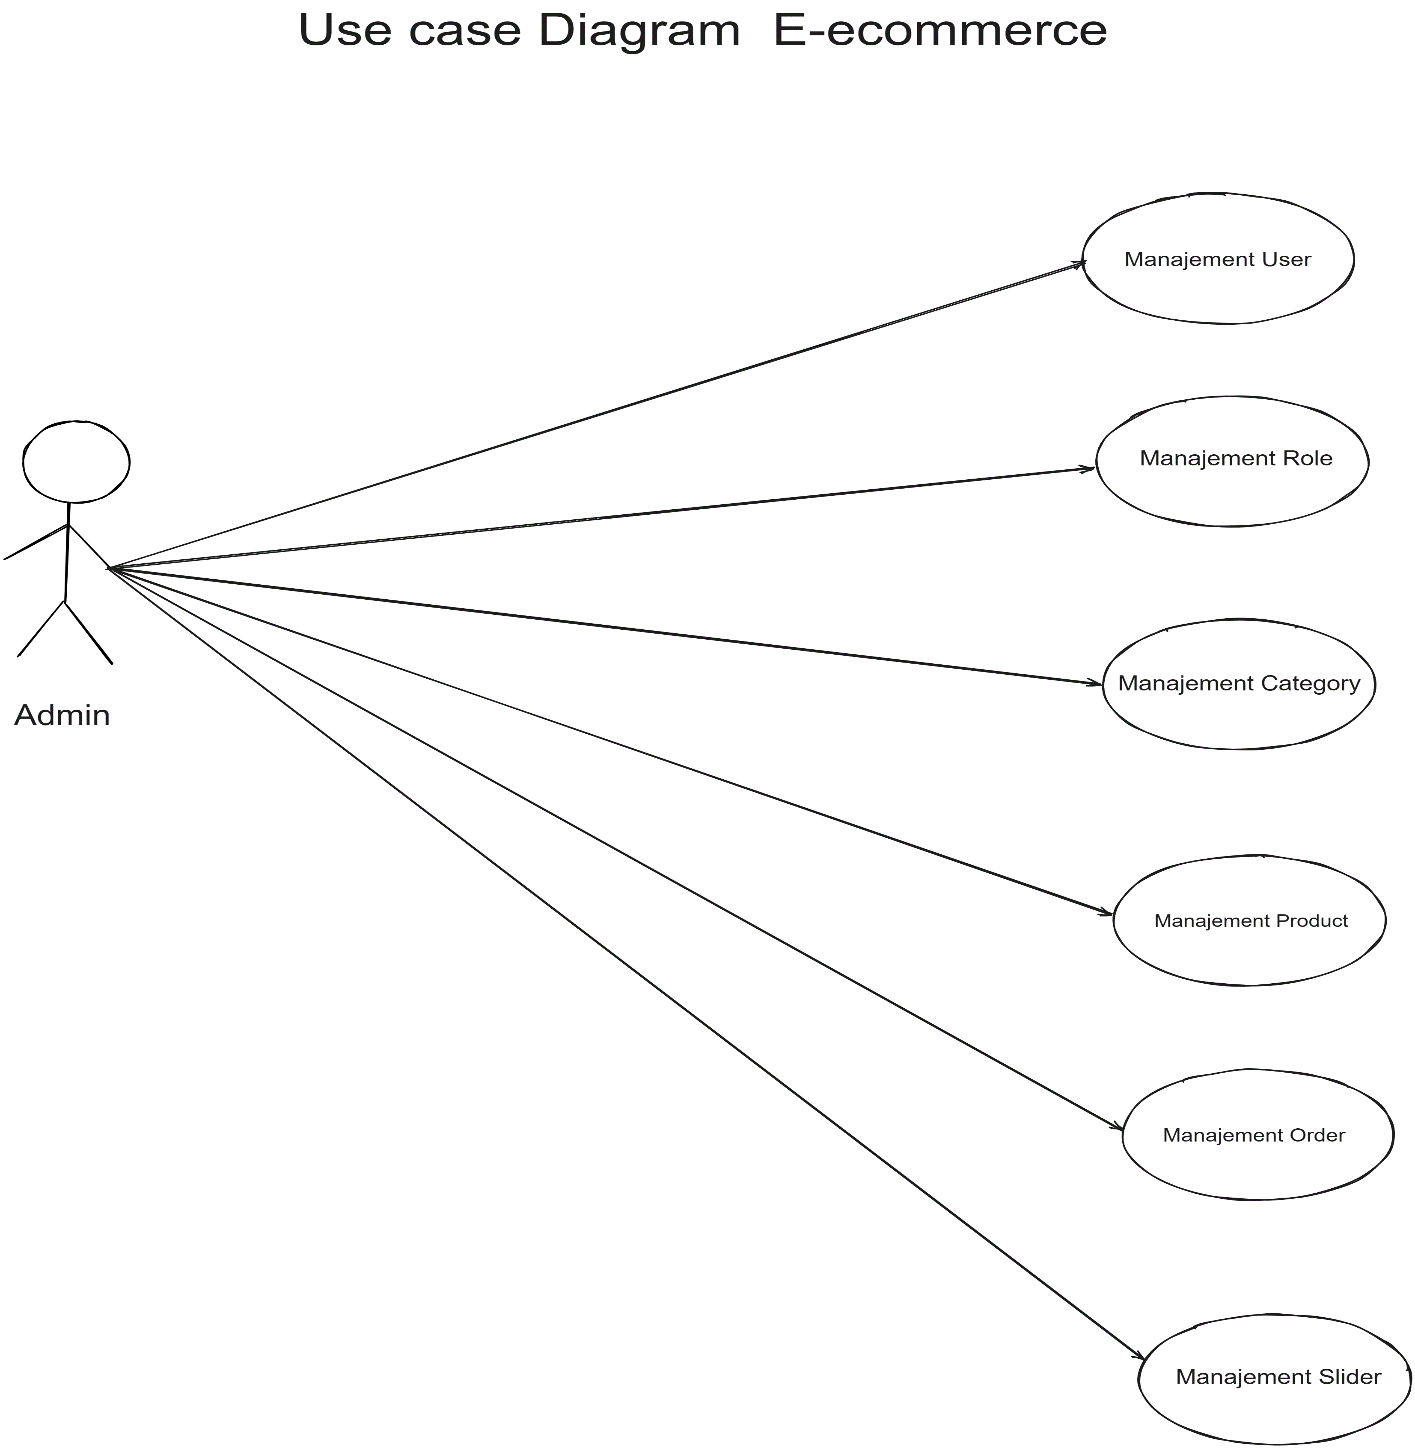 Use case Diagram  E-ecommerce
Manajement User
Manajement Role
Manajement Category
Admin
Manajement Product
Manajement Order
Manajement Slider